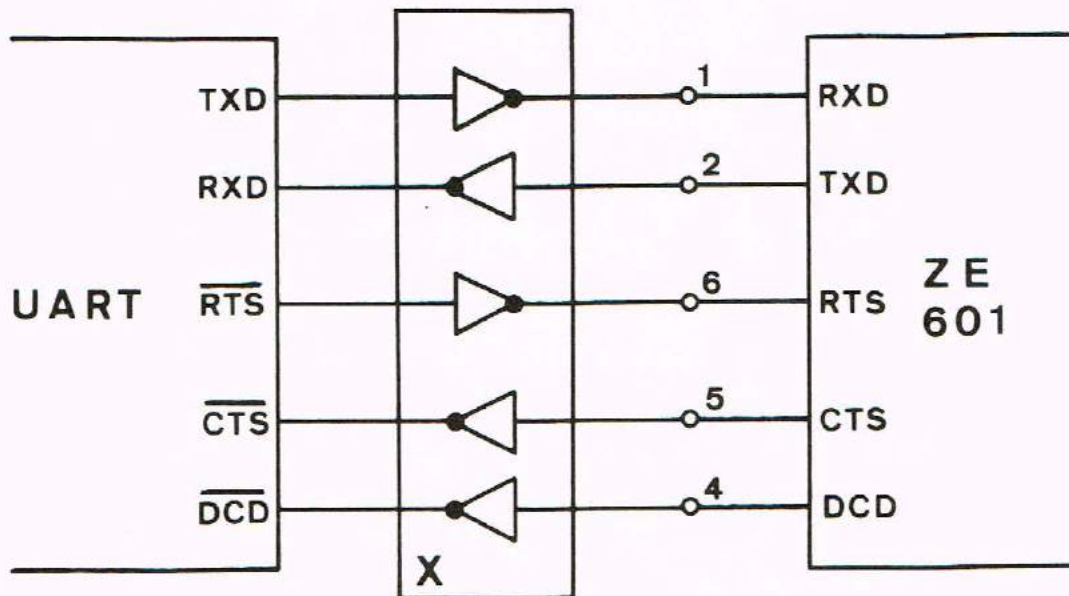 TXD 1 RXD
RXD 2 TXD
UART RTS 6 RTS ZE
601
CTS 5 CTS
DCD 4 DCD
X